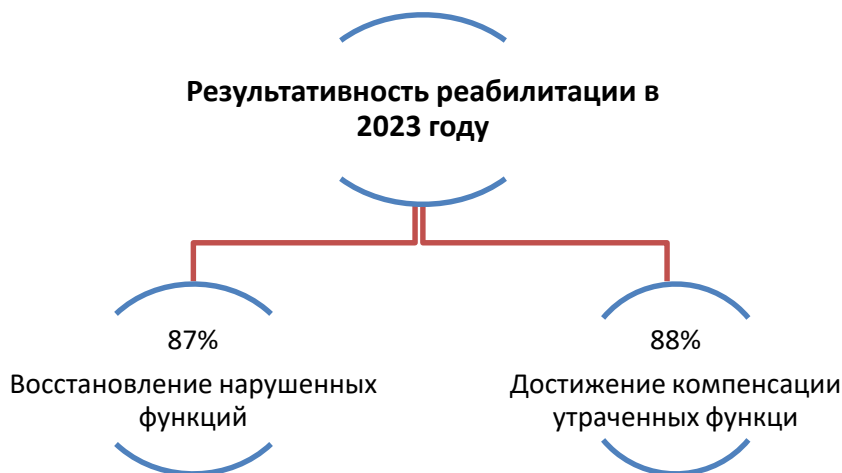 Результативность реабилитации в
2023 году
87%
Восстановление нарушенных
функций
88%
Достижение компенсации
утраченных функци